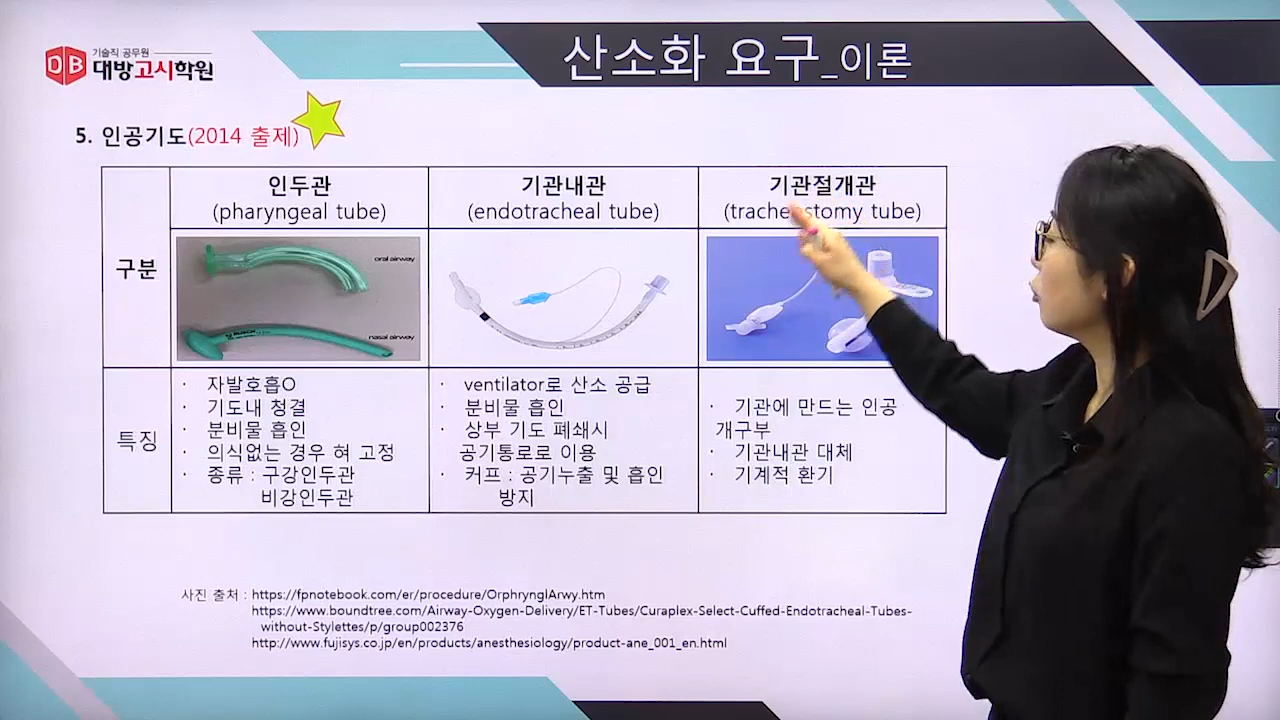 산소화 요구_이론
DB
기술직 공무원
대방고시학원
5. 인공기도(2014 출제)
구분
인두관
(pharyngeal tube)
기관내관
(endotracheal tube)
기관절개관
(trache stomy tube)
oral airway
nasal airway
특징
· 자발호흡O
· 기도내 청결
· 분비물 흡인
· 의식없는 경우 혀 고정
· 종류 : 구강인두관
비강인두관
· ventilator로 산소 공급
· 분비물 흡인
· 상부 기도 폐쇄시
공기통로로 이용
· 커프 : 공기누출 및 흡인
방지
· 기관에 만드는 인공
개구부
· 기관내관 대체
· 기계적 환기
사진 출처 : https://fpnotebook.com/er/procedure/OrphrynglArwy.htm
https://www.boundtree.com/Airway-Oxygen-Delivery/ET-Tubes/Curaplex-Select-Cuffed-Endotracheal-Tubes-
without-Stylettes/p/group002376
http://www.fujisys.co.jp/en/products/anesthesiology/product-ane_001_en.html